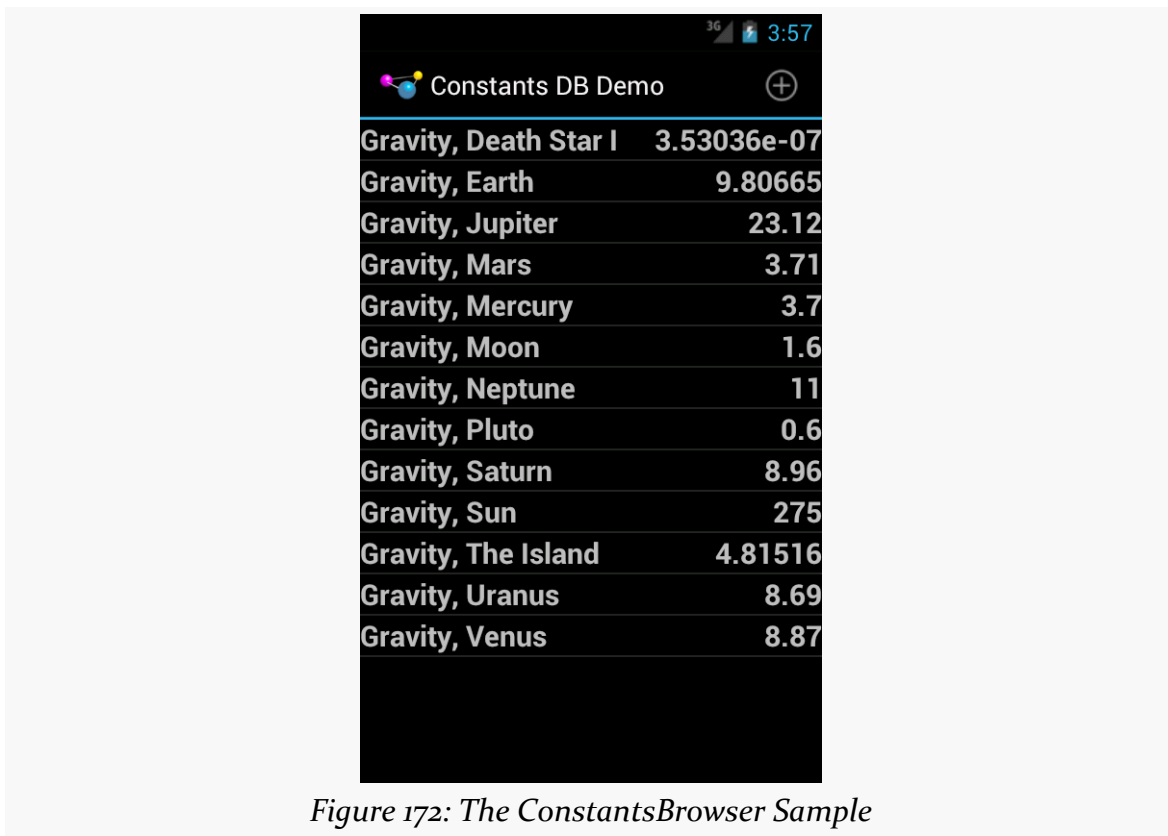 3G 3:57
Constants DB Demo
Gravity, Death Star I 3.53036e-07
Gravity, Earth 9.80665
Gravity, Jupiter 23.12
Gravity, Mars 3.71
Gravity, Mercury 3.7
Gravity, Moon 1.6
Gravity, Neptune 11
Gravity, Pluto 0.6
Gravity, Saturn 8.96
Gravity, Sun 275
Gravity, The Island 4.81516
Gravity, Uranus 8.69
Gravity, Venus 8.87
Figure 172: The ConstantsBrowser Sample